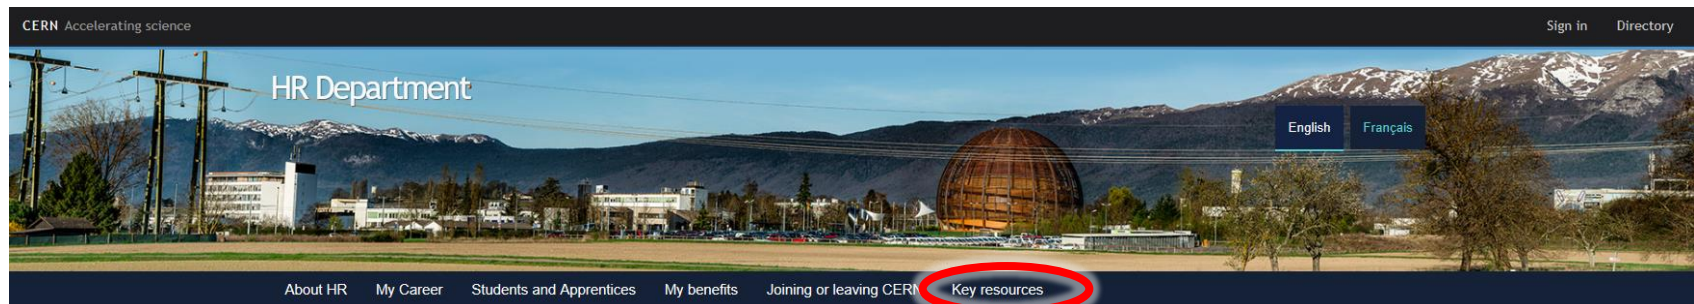 CERN Accelerating science Sign in Directory
HR Department
English Français
About HR My Career Students and Apprentices My benefits Joining or leaving CERN Key resources